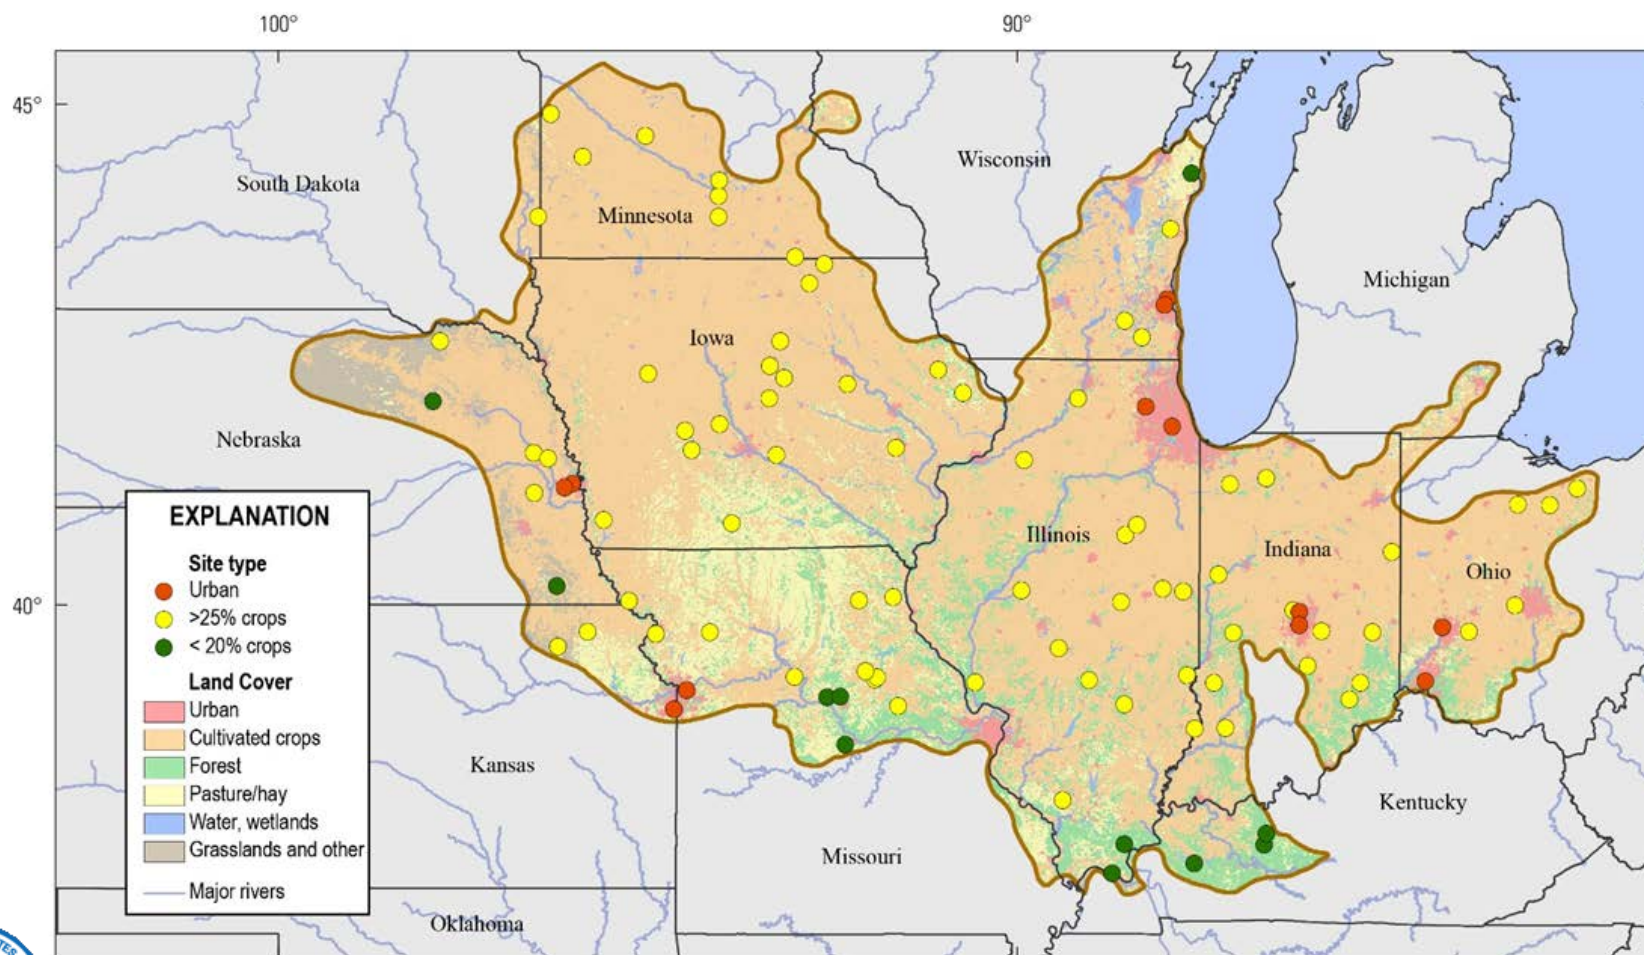 100°
90°
45°
Wisconsin
South Dakota
Minnesota
Michigan
Iowa
Nebraska
EXPLANATION
Site type
Urban
>25% crops
< 20% crops
Land Cover
Urban
Cultivated crops
Forest
Pasture/hay
Water, wetlands
Grasslands and other
Major rivers
Illinois
Indiana
Ohio
40°
Kansas
Kentucky
Missouri
Oklahoma